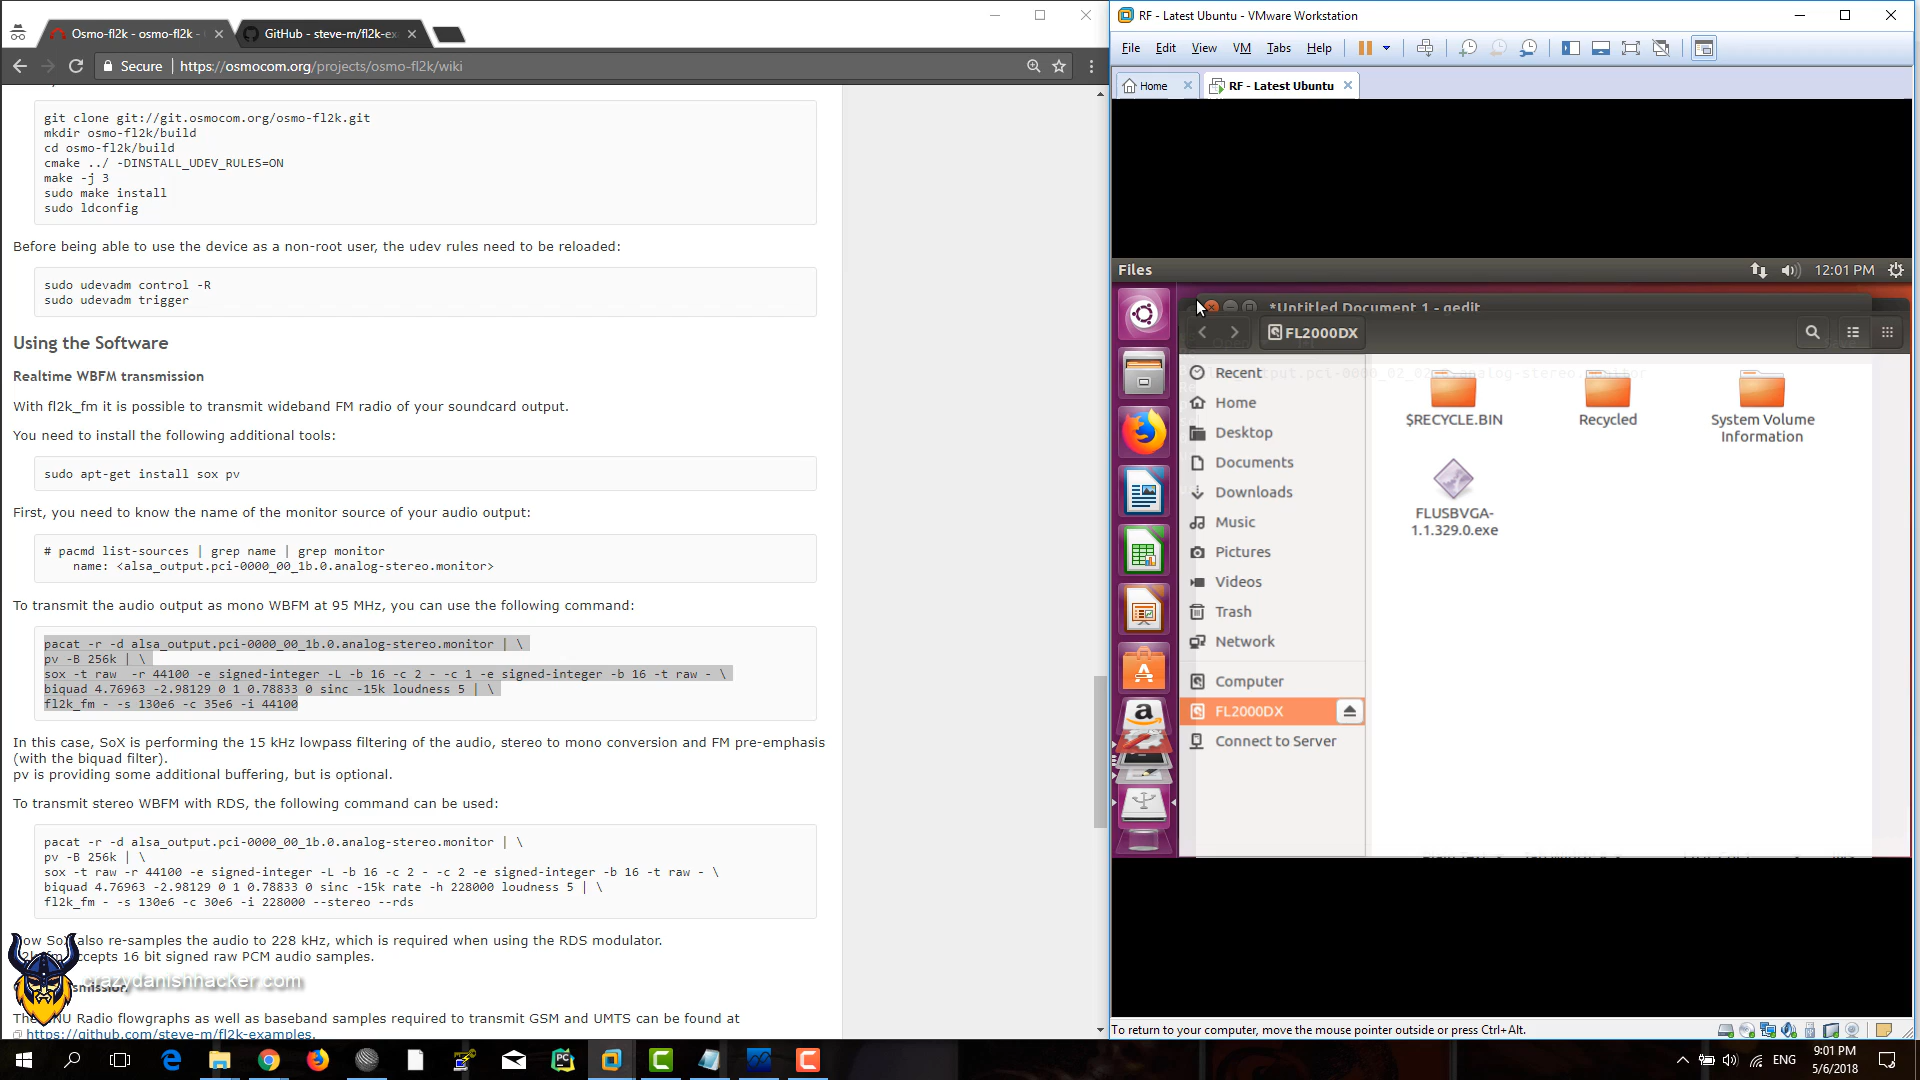 Osmo-fl2k - osmo-fl2k -
GitHub - steve-m/fl2k-ex
Secure
https://osmocom.org/projects/osmo-fl2k/wiki
git clone git://git.osmocom.org/osmo-fl2k.git
mkdir osmo-fl2k/build
cd osmo-fl2k/build
cmake ../ -DINSTALL_UDEV_RULES=ON
make -j 3
sudo make install
sudo ldconfig
Before being able to use the device as a non-root user, the udev rules need to be reloaded:
sudo udevadm control -R
sudo udevadm trigger
Using the Software
Realtime WBFM transmission
With fl2k_fm it is possible to transmit wideband FM radio of your soundcard output.
You need to install the following additional tools:
sudo apt-get install sox pv
First, you need to know the name of the monitor source of your audio output:
# pacmd list-sources | grep name | grep monitor
name: <alsa_output.pci-0000_00_1b.0.analog-stereo.monitor>
To transmit the audio output as mono WBFM at 95 MHz, you can use the following command:
pacat -r -d alsa_output.pci-0000_00_1b.0.analog-stereo.monitor | \
pv -B 256k | \
sox -t raw  -r 44100 -e signed-integer -L -b 16 -c 2 - -c 1 -e signed-integer -b 16 -t raw - \
biquad 4.76963 -2.98129 0 1 0.78833 0 sinc -15k loudness 5 | \
fl2k_fm - -s 130e6 -c 35e6 -i 44100
In this case, SoX is performing the 15 kHz lowpass filtering of the audio, stereo to mono conversion and FM pre-emphasis
(with the biquad filter).
pv is providing some additional buffering, but is optional.
To transmit stereo WBFM with RDS, the following command can be used:
pacat -r -d alsa_output.pci-0000_00_1b.0.analog-stereo.monitor | \
pv -B 256k | \
sox -t raw -r 44100 -e signed-integer -L -b 16 -c 2 - -c 2 -e signed-integer -b 16 -t raw - \
biquad 4.76963 -2.98129 0 1 0.78833 0 sinc -15k rate -h 228000 loudness 5 | \
fl2k_fm - -s 130e6 -c 30e6 -i 228000 --stereo --rds
also re-samples the audio to 228 kHz, which is required when using the RDS modulator.
accepts 16 bit signed raw PCM audio samples.
crazydanishhacker.com
Radio flowgraphs as well as baseband samples required to transmit GSM and UMTS can be found at
https://github.com/steve-m/fl2k-examples.
RF - Latest Ubuntu - VMware Workstation
File Edit View VM Tabs Help
Home
RF - Latest Ubuntu
Files
12:01 PM
*Untitled Document 1 - gedit
FL2000DX
Recent
Home
Desktop
Documents
Downloads
Music
Pictures
Videos
Trash
Network
Computer
FL2000DX
Connect to Server
$RECYCLE.BIN
Recycled
System Volume
Information
FLUSBVGA-
1.1.329.0.exe
To return to your computer, move the mouse pointer outside or press Ctrl+Alt.
ENG
9:01 PM
5/6/2018